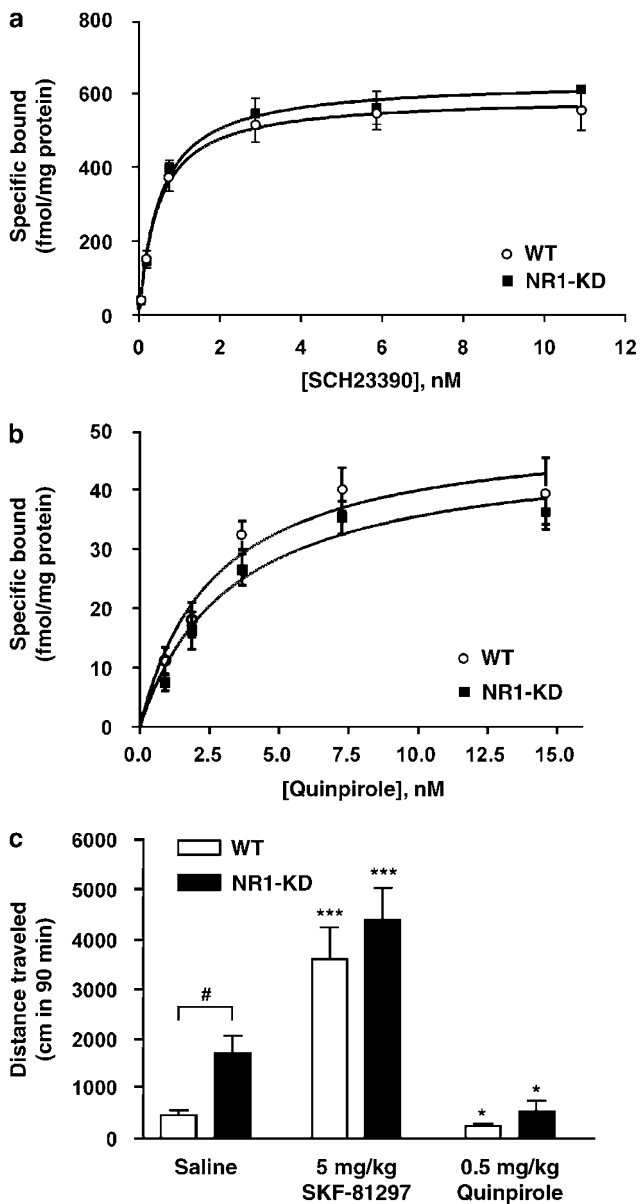 a
800
600
400
200
0
Specific bound
(fmol/mg protein)
WT
NR1-KD
0 2 4 6 8 10 12
[SCH23390], nM
b
50
40
30
20
10
0
Specific bound
(fmol/mg protein)
WT
NR1-KD
0.0 2.5 5.0 7.5 10.0 12.5 15.0
[Quinpirole], nM
c
6000
5000
4000
3000
2000
1000
0
Distance traveled
(cm in 90 min)
WT
NR1-KD
#
***
***
*
*
Saline
5 mg/kg
SKF-81297
0.5 mg/kg
Quinpirole